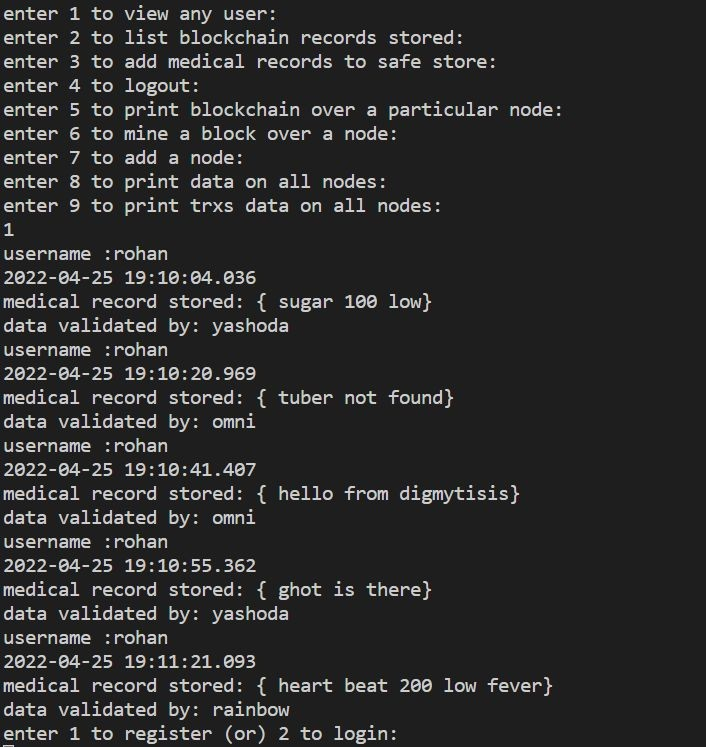 enter 1 to view any user:
enter 2 to list blockchain records stored:
enter 3 to add medical records to safe store:
enter 4 to logout:
enter 5 to print blockchain over a particular node:
enter 6 to mine a block over a node:
enter 7 to add a node:
enter 8 to print data on all nodes:
enter 9 to print trxs data on all nodes:
1
username :rohan
2022-04-25 19:10:04.036
medical record stored: { sugar 100 low}
data validated by: yashoda
username :rohan
2022-04-25 19:10:20.969
medical record stored: { tuber not found}
data validated by: omni
username :rohan
2022-04-25 19:10:41.407
medical record stored: { hello from digmytisis}
data validated by: omni
username :rohan
2022-04-25 19:10:55.362
medical record stored: { ghot is there}
data validated by: yashoda
username :rohan
2022-04-25 19:11:21.093
medical record stored: { heart beat 200 low fever}
data validated by: rainbow
enter 1 to register (or) 2 to login: